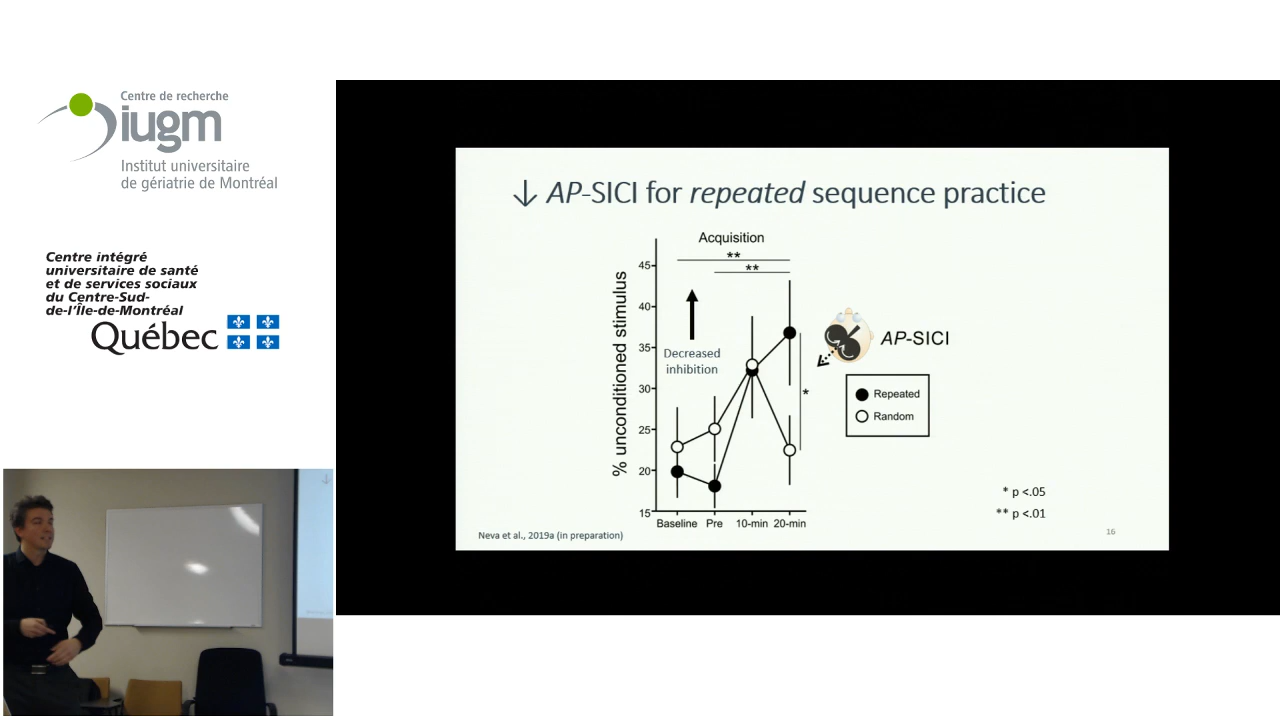 Centre de recherche
iugm
Institut universitaire
de gériatrie de Montréal
Centre intégré
universitaire de santé
et de services sociaux
du Centre-Sud-
de-l'Île-de-Montréal
Québec
↓ AP-SICI for repeated sequence practice
Acquisition
**
**
45
40
35
30
25
20
15
% unconditioned stimulus
Decreased
inhibition
*
Baseline Pre 10-min 20-min
AP-SICI
Repeated
Random
* p <.05
** p <.01
Neva et al., 2019a (in preparation)
16